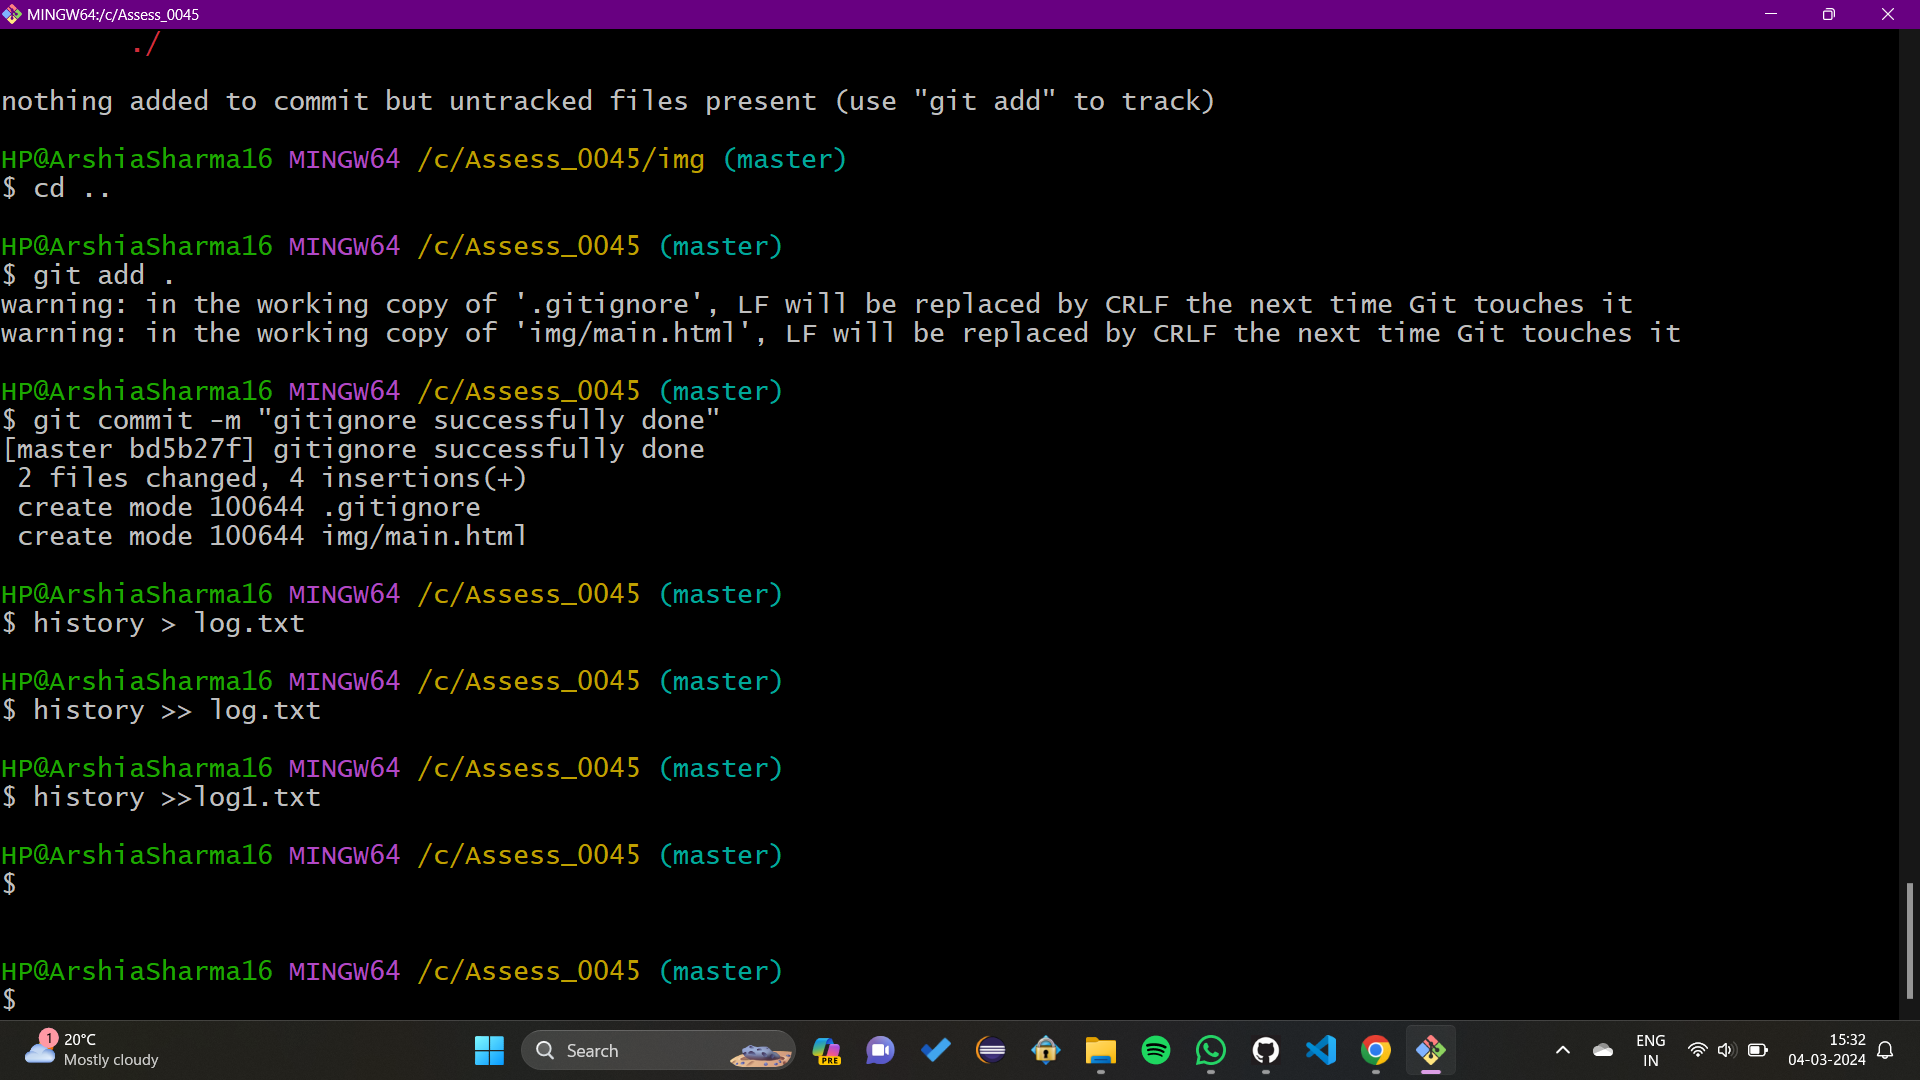 MINGW64:/c/Assess_0045
./
nothing added to commit but untracked files present (use "git add" to track)
HP@ArshiaSharma16 MINGW64 /c/Assess_0045/img (master)
$ cd ..
HP@ArshiaSharma16 MINGW64 /c/Assess_0045 (master)
$ git add .
warning: in the working copy of '.gitignore', LF will be replaced by CRLF the next time Git touches it
warning: in the working copy of 'img/main.html', LF will be replaced by CRLF the next time Git touches it
HP@ArshiaSharma16 MINGW64 /c/Assess_0045 (master)
$ git commit -m "gitignore successfully done"
[master bd5b27f] gitignore successfully done
2 files changed, 4 insertions(+)
create mode 100644 .gitignore
create mode 100644 img/main.html
HP@ArshiaSharma16 MINGW64 /c/Assess_0045 (master)
$ history > log.txt
HP@ArshiaSharma16 MINGW64 /c/Assess_0045 (master)
$ history >> log.txt
HP@ArshiaSharma16 MINGW64 /c/Assess_0045 (master)
$ history >>log1.txt
HP@ArshiaSharma16 MINGW64 /c/Assess_0045 (master)
$
HP@ArshiaSharma16 MINGW64 /c/Assess_0045 (master)
$
1
20°C
Mostly cloudy
Search
PRE
ENG
IN
15:32
04-03-2024